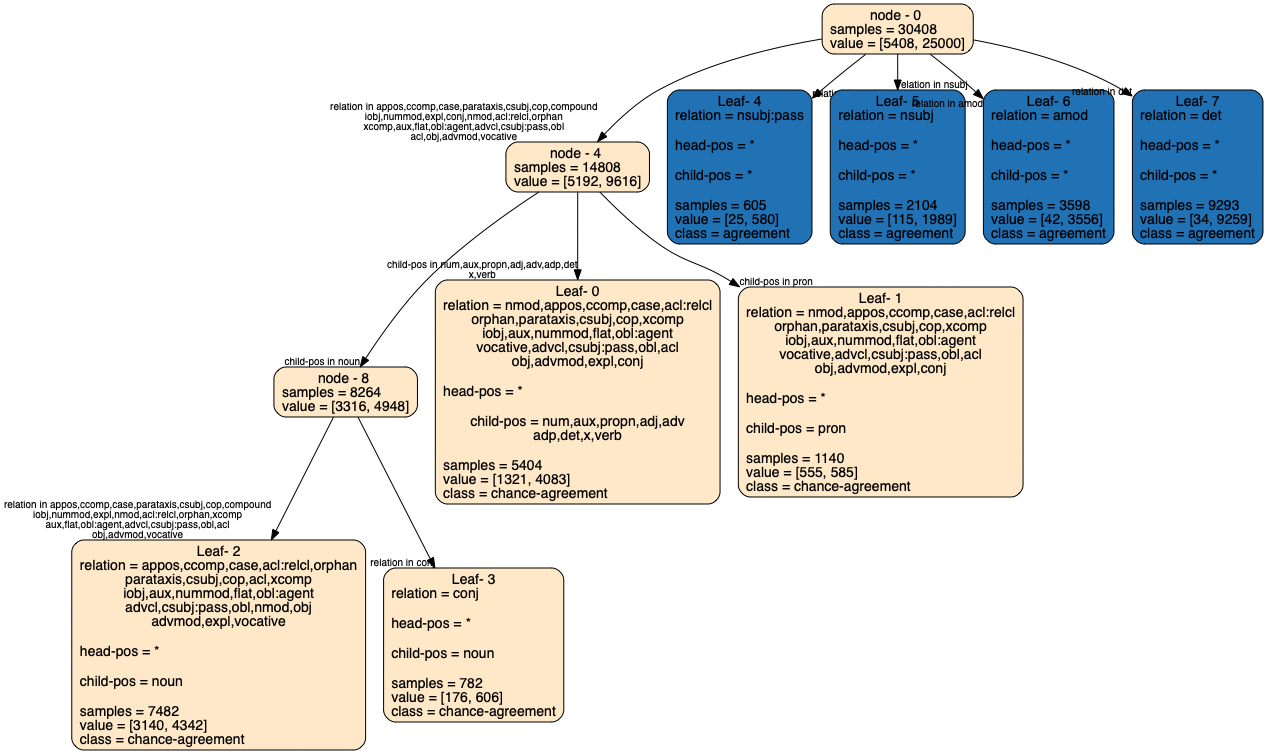 node - 0
samples = 30408
value = [5408, 25000]
relation in appos,ccomp,case,parataxis,csubj,cop,compound
iobj,nummod,expl,conj,nmod,acl:relcl,orphan
xcomp,aux,flat,obl:agent,advcl,csubj:pass,obl
acl,obj,advmod,vocative
relation in nsubj
relation in amod
relation in det
Leaf- 4
relation = nsubj:pass
head-pos = *
child-pos = *
samples = 605
value = [25, 580]
class = agreement
Leaf- 5
relation = nsubj
head-pos = *
child-pos = *
samples = 2104
value = [115, 1989]
class = agreement
Leaf- 6
relation = amod
head-pos = *
child-pos = *
samples = 3598
value = [42, 3556]
class = agreement
Leaf- 7
relation = det
head-pos = *
child-pos = *
samples = 9293
value = [34, 9259]
class = agreement
node - 4
samples = 14808
value = [5192, 9616]
child-pos in num,aux,propn,adj,adv,adp,det
x,verb
child-pos in pron
child-pos in noun
Leaf- 0
relation = nmod,appos,ccomp,case,acl:relcl
orphan,parataxis,csubj,cop,xcomp
iobj,aux,nummod,flat,obl:agent
vocative,advcl,csubj:pass,obl,acl
obj,advmod,expl,conj
head-pos = *
child-pos = num,aux,propn,adj,adv
adp,det,x,verb
samples = 5404
value = [1321, 4083]
class = chance-agreement
Leaf- 1
relation = nmod,appos,ccomp,case,acl:relcl
orphan,parataxis,csubj,cop,xcomp
iobj,aux,nummod,flat,obl:agent
vocative,advcl,csubj:pass,obl,acl
obj,advmod,expl,conj
head-pos = *
child-pos = pron
samples = 1140
value = [555, 585]
class = chance-agreement
node - 8
samples = 8264
value = [3316, 4948]
relation in appos,ccomp,case,parataxis,csubj,cop,compound
iobj,nummod,expl,nmod,acl:relcl,orphan,xcomp
aux,flat,obl:agent,advcl,csubj:pass,obl,acl
obj,advmod,vocative
relation in conj
Leaf- 2
relation = appos,ccomp,case,acl:relcl,orphan
parataxis,csubj,cop,acl,xcomp
iobj,aux,nummod,flat,obl:agent
advcl,csubj:pass,obl,nmod,obj
advmod,expl,vocative
head-pos = *
child-pos = noun
samples = 7482
value = [3140, 4342]
class = chance-agreement
Leaf- 3
relation = conj
head-pos = *
child-pos = noun
samples = 782
value = [176, 606]
class = chance-agreement